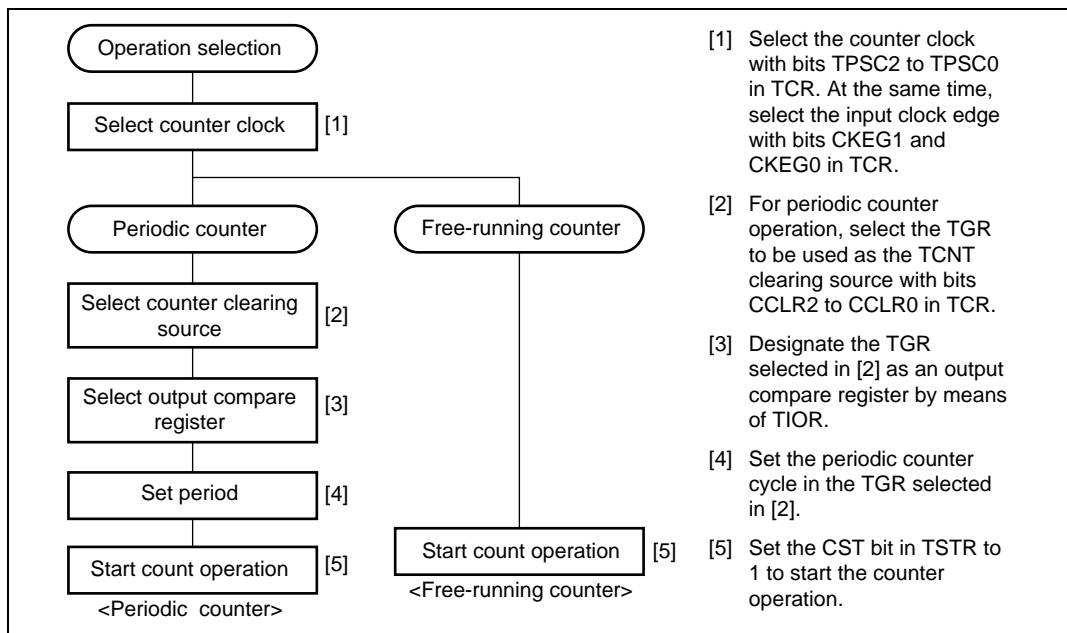 Operation selection
Select counter clock
[1]
Periodic counter
Free-running counter
Select counter clearing
source
[2]
Select output compare
register
[3]
Set period
[4]
Start count operation
[5]
<Periodic counter>
Start count operation
[5]
<Free-running counter>
[1] Select the counter clock
with bits TPSC2 to TPSC0
in TCR. At the same time,
select the input clock edge
with bits CKEG1 and
CKEG0 in TCR.
[2] For periodic counter
operation, select the TGR
to be used as the TCNT
clearing source with bits
CCLR2 to CCLR0 in TCR.
[3] Designate the TGR
selected in [2] as an output
compare register by means
of TIOR.
[4] Set the periodic counter
cycle in the TGR selected
in [2].
[5] Set the CST bit in TSTR to
1 to start the counter
operation.